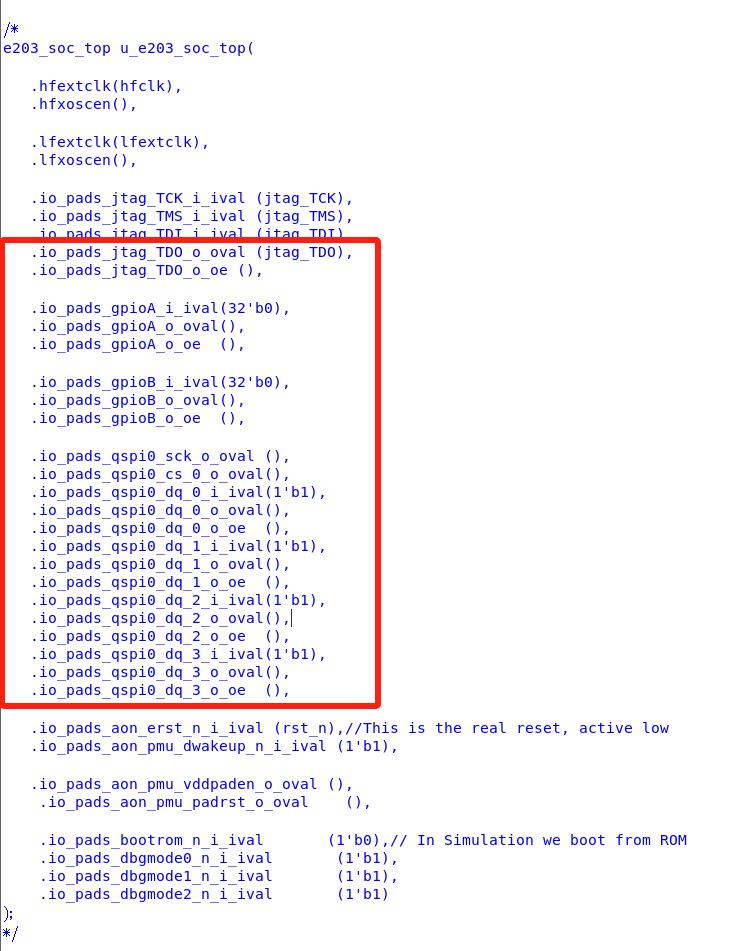 /*
e203_soc_top u_e203_soc_top(
.hfextclk(hfclk),
.hfxoscen(),
.lfextclk(lfextclk),
.lfxoscen(),
.io_pads_jtag_TCK_i_ival (jtag_TCK),
.io_pads_jtag_TMS_i_ival (jtag_TMS),
.io_pads_jtag_TDI_i_ival (jtag_TDI),
.io_pads_jtag_TDO_o_oval (jtag_TDO),
.io_pads_jtag_TDO_o_oe (),
.io_pads_gpioA_i_ival(32'b0),
.io_pads_gpioA_o_oval(),
.io_pads_gpioA_o_oe  (),
.io_pads_gpioB_i_ival(32'b0),
.io_pads_gpioB_o_oval(),
.io_pads_gpioB_o_oe  (),
.io_pads_qspi0_sck_o_oval (),
.io_pads_qspi0_cs_0_o_oval(),
.io_pads_qspi0_dq_0_i_ival(1'b1),
.io_pads_qspi0_dq_0_o_oval(),
.io_pads_qspi0_dq_0_o_oe  (),
.io_pads_qspi0_dq_1_i_ival(1'b1),
.io_pads_qspi0_dq_1_o_oval(),
.io_pads_qspi0_dq_1_o_oe  (),
.io_pads_qspi0_dq_2_i_ival(1'b1),
.io_pads_qspi0_dq_2_o_oval(),
.io_pads_qspi0_dq_2_o_oe  (),
.io_pads_qspi0_dq_3_i_ival(1'b1),
.io_pads_qspi0_dq_3_o_oval(),
.io_pads_qspi0_dq_3_o_oe  (),
.io_pads_aon_erst_n_i_ival (rst_n),//This is the real reset, active low
.io_pads_aon_pmu_dwakeup_n_i_ival (1'b1),
.io_pads_aon_pmu_vddpaden_o_oval (),
.io_pads_aon_pmu_padrst_o_oval    (),
.io_pads_bootrom_n_i_ival       (1'b0),// In Simulation we boot from ROM
.io_pads_dbgmode0_n_i_ival       (1'b1),
.io_pads_dbgmode1_n_i_ival       (1'b1),
.io_pads_dbgmode2_n_i_ival       (1'b1)
);
*/